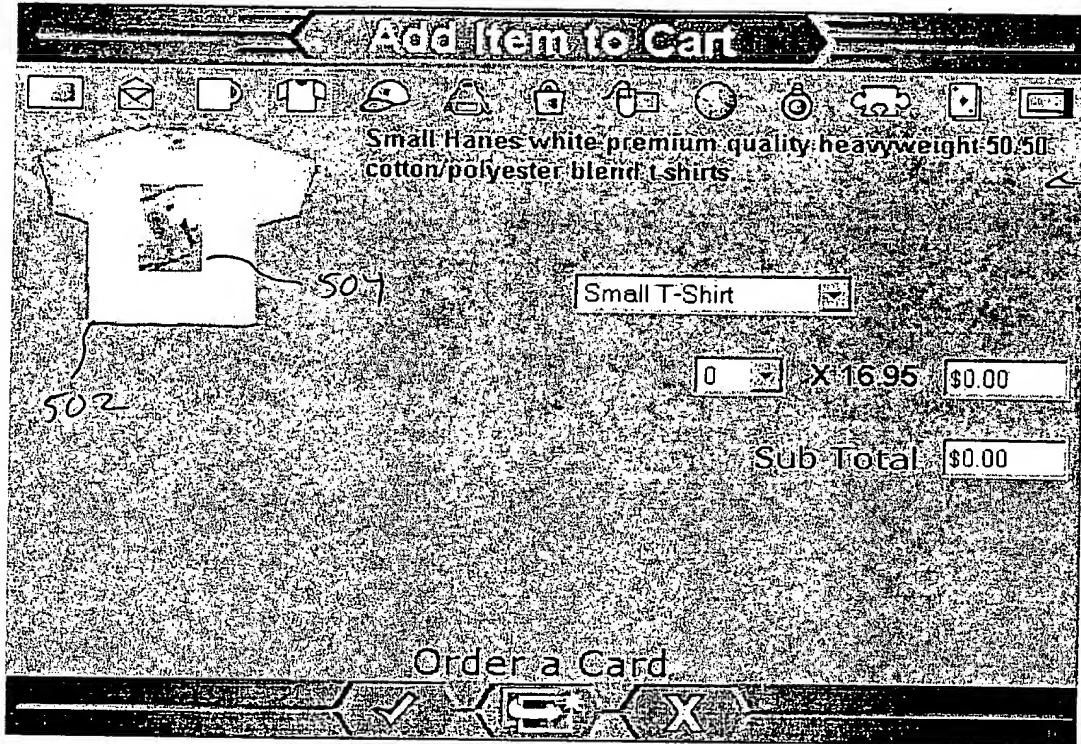 Add Item to Cart
Small Hanes white premium quality heavyweight 50-50
cotton/polyester blend t-shirts.
504
Small T-Shirt
502
0 X 16.95 $0.00
Sub Total $0.00
Order a Card